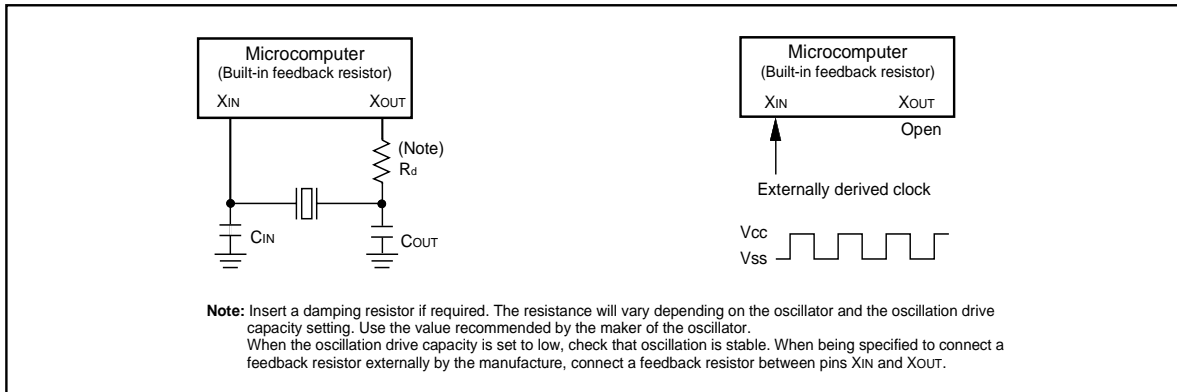 Microcomputer
(Built-in feedback resistor)
XIN XOUT
(Note)
Rd
CIN
COUT
Microcomputer
(Built-in feedback resistor)
XIN XOUT
Open
Externally derived clock
Vcc
Vss
Note: Insert a damping resistor if required. The resistance will vary depending on the oscillator and the oscillation drive
capacity setting. Use the value recommended by the maker of the oscillator.
When the oscillation drive capacity is set to low, check that oscillation is stable. When being specified to connect a
feedback resistor externally by the manufacture, connect a feedback resistor between pins XIN and XOUT.